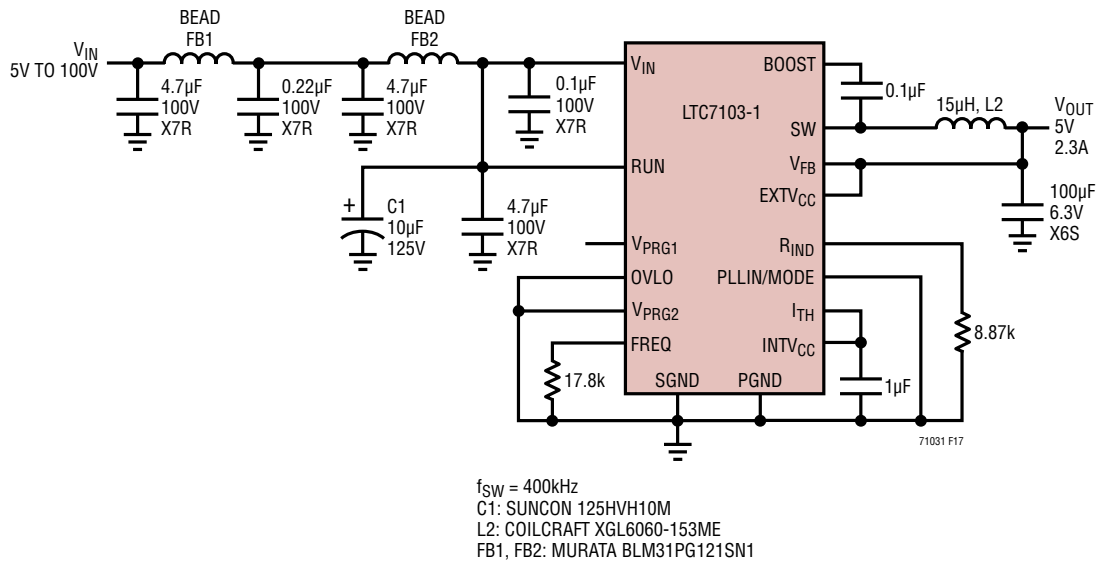 BEAD
FB1
BEAD
FB2
VIN
5V TO 100V
4.7µF
100V
X7R
0.22µF
100V
X7R
4.7µF
100V
X7R
0.1µF
100V
X7R
+
C1
10µF
125V
4.7µF
100V
X7R
VIN
RUN
VPRG1
OVLO
VPRG2
FREQ
17.8k
LTC7103-1
SGND
PGND
BOOST
SW
VFB
EXTVCC
RIND
PLLIN/MODE
ITH
INTVCC
0.1µF
15µH, L2
VOUT
5V
2.3A
100µF
6.3V
X6S
8.87k
1µF
71031 F17
fSW = 400kHz
C1: SUNCON 125HVH10M
L2: COILCRAFT XGL6060-153ME
FB1, FB2: MURATA BLM31PG121SN1